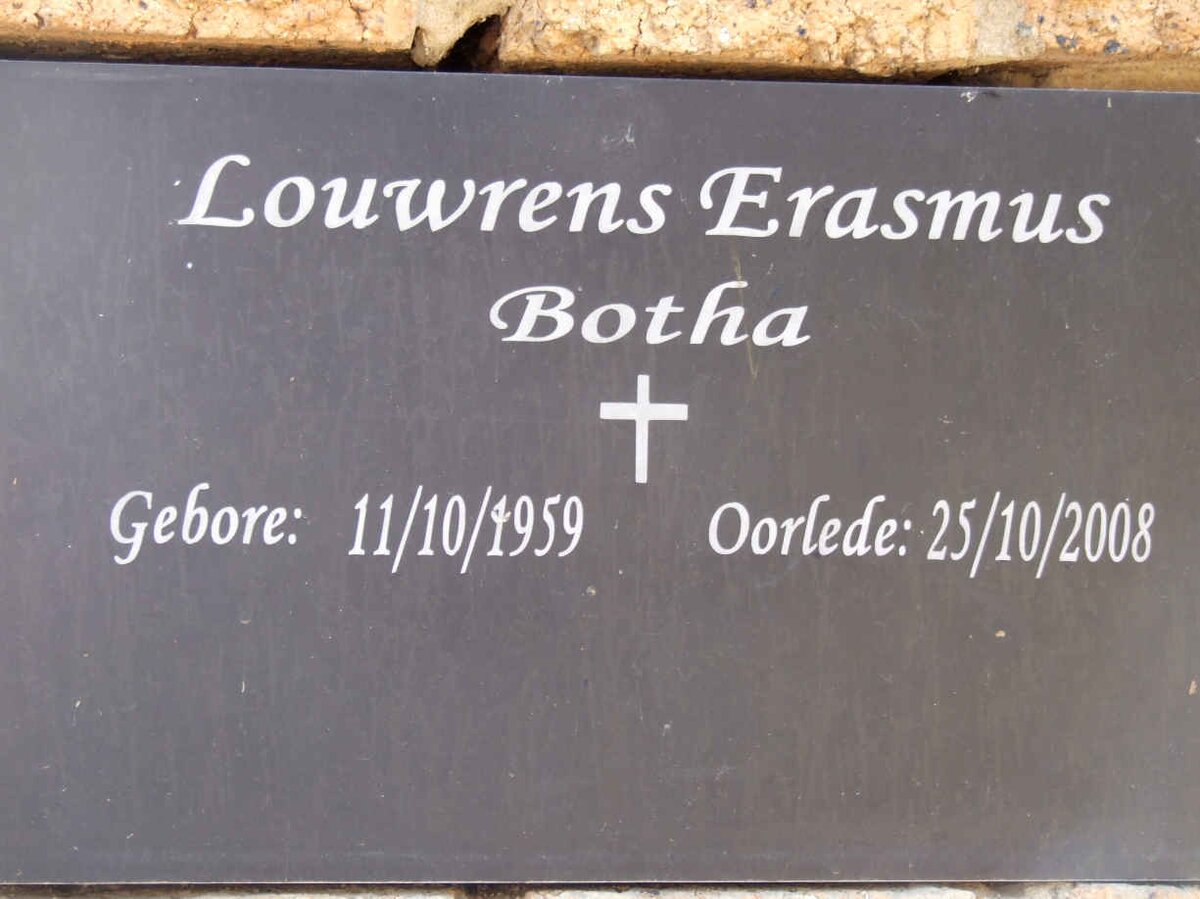 Louwrens Erasmus
Botha
Gebore: 11/10/1959 Oorlede: 25/10/2008